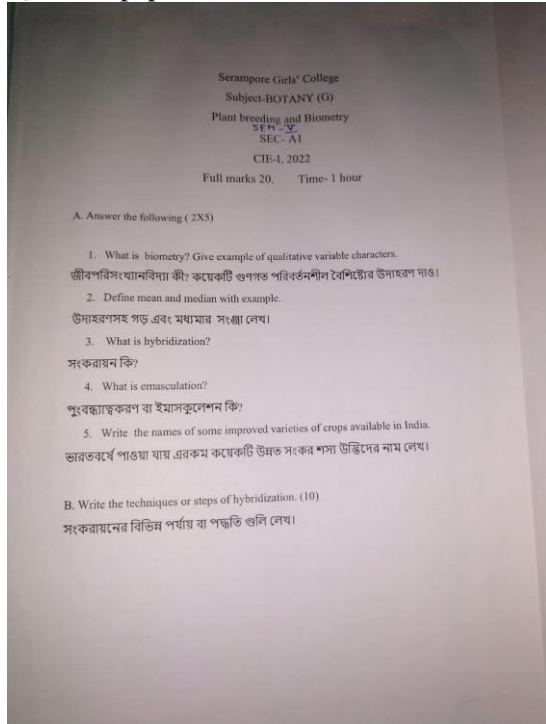 Serampore Girls' College
Subject-BOTANY (G)
Plant breeding and Biometry
SEM-V
SEC- A1
CIE-I, 2022
Full marks 20. Time- 1 hour
A. Answer the following ( 2X5)
1. What is biometry? Give example of qualitative variable characters.
জীবপরিসংখ্যানবিদ্যা কী? কয়েকটি গুণগত পরিবর্তনশীল বৈশিষ্ট্যের উদাহরণ দাও।
2. Define mean and median with example.
উদাহরণসহ গড় এবং মধ্যমার সংজ্ঞা লেখ।
3. What is hybridization?
সংকরায়ন কি?
4. What is emasculation?
পুংবন্ধ্যাত্বকরণ বা ইমাসকুলেশন কি?
5. Write the names of some improved varieties of crops available in India.
ভারতবর্ষে পাওয়া যায় এরকম কয়েকটি উন্নত সংকর শস্য উদ্ভিদের নাম লেখ।
B. Write the techniques or steps of hybridization. (10)
সংকরায়নের বিভিন্ন পর্যায় বা পদ্ধতি গুলি লেখ।